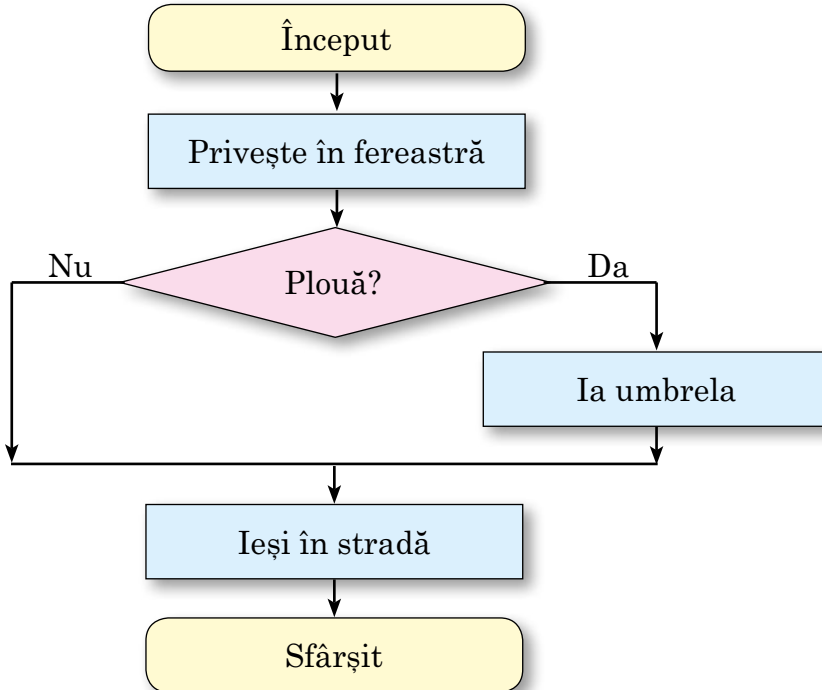 Început
Privește în fereastră
Nu
Plouă?
Da
Ia umbrela
Ieși în stradă
Sfârșit